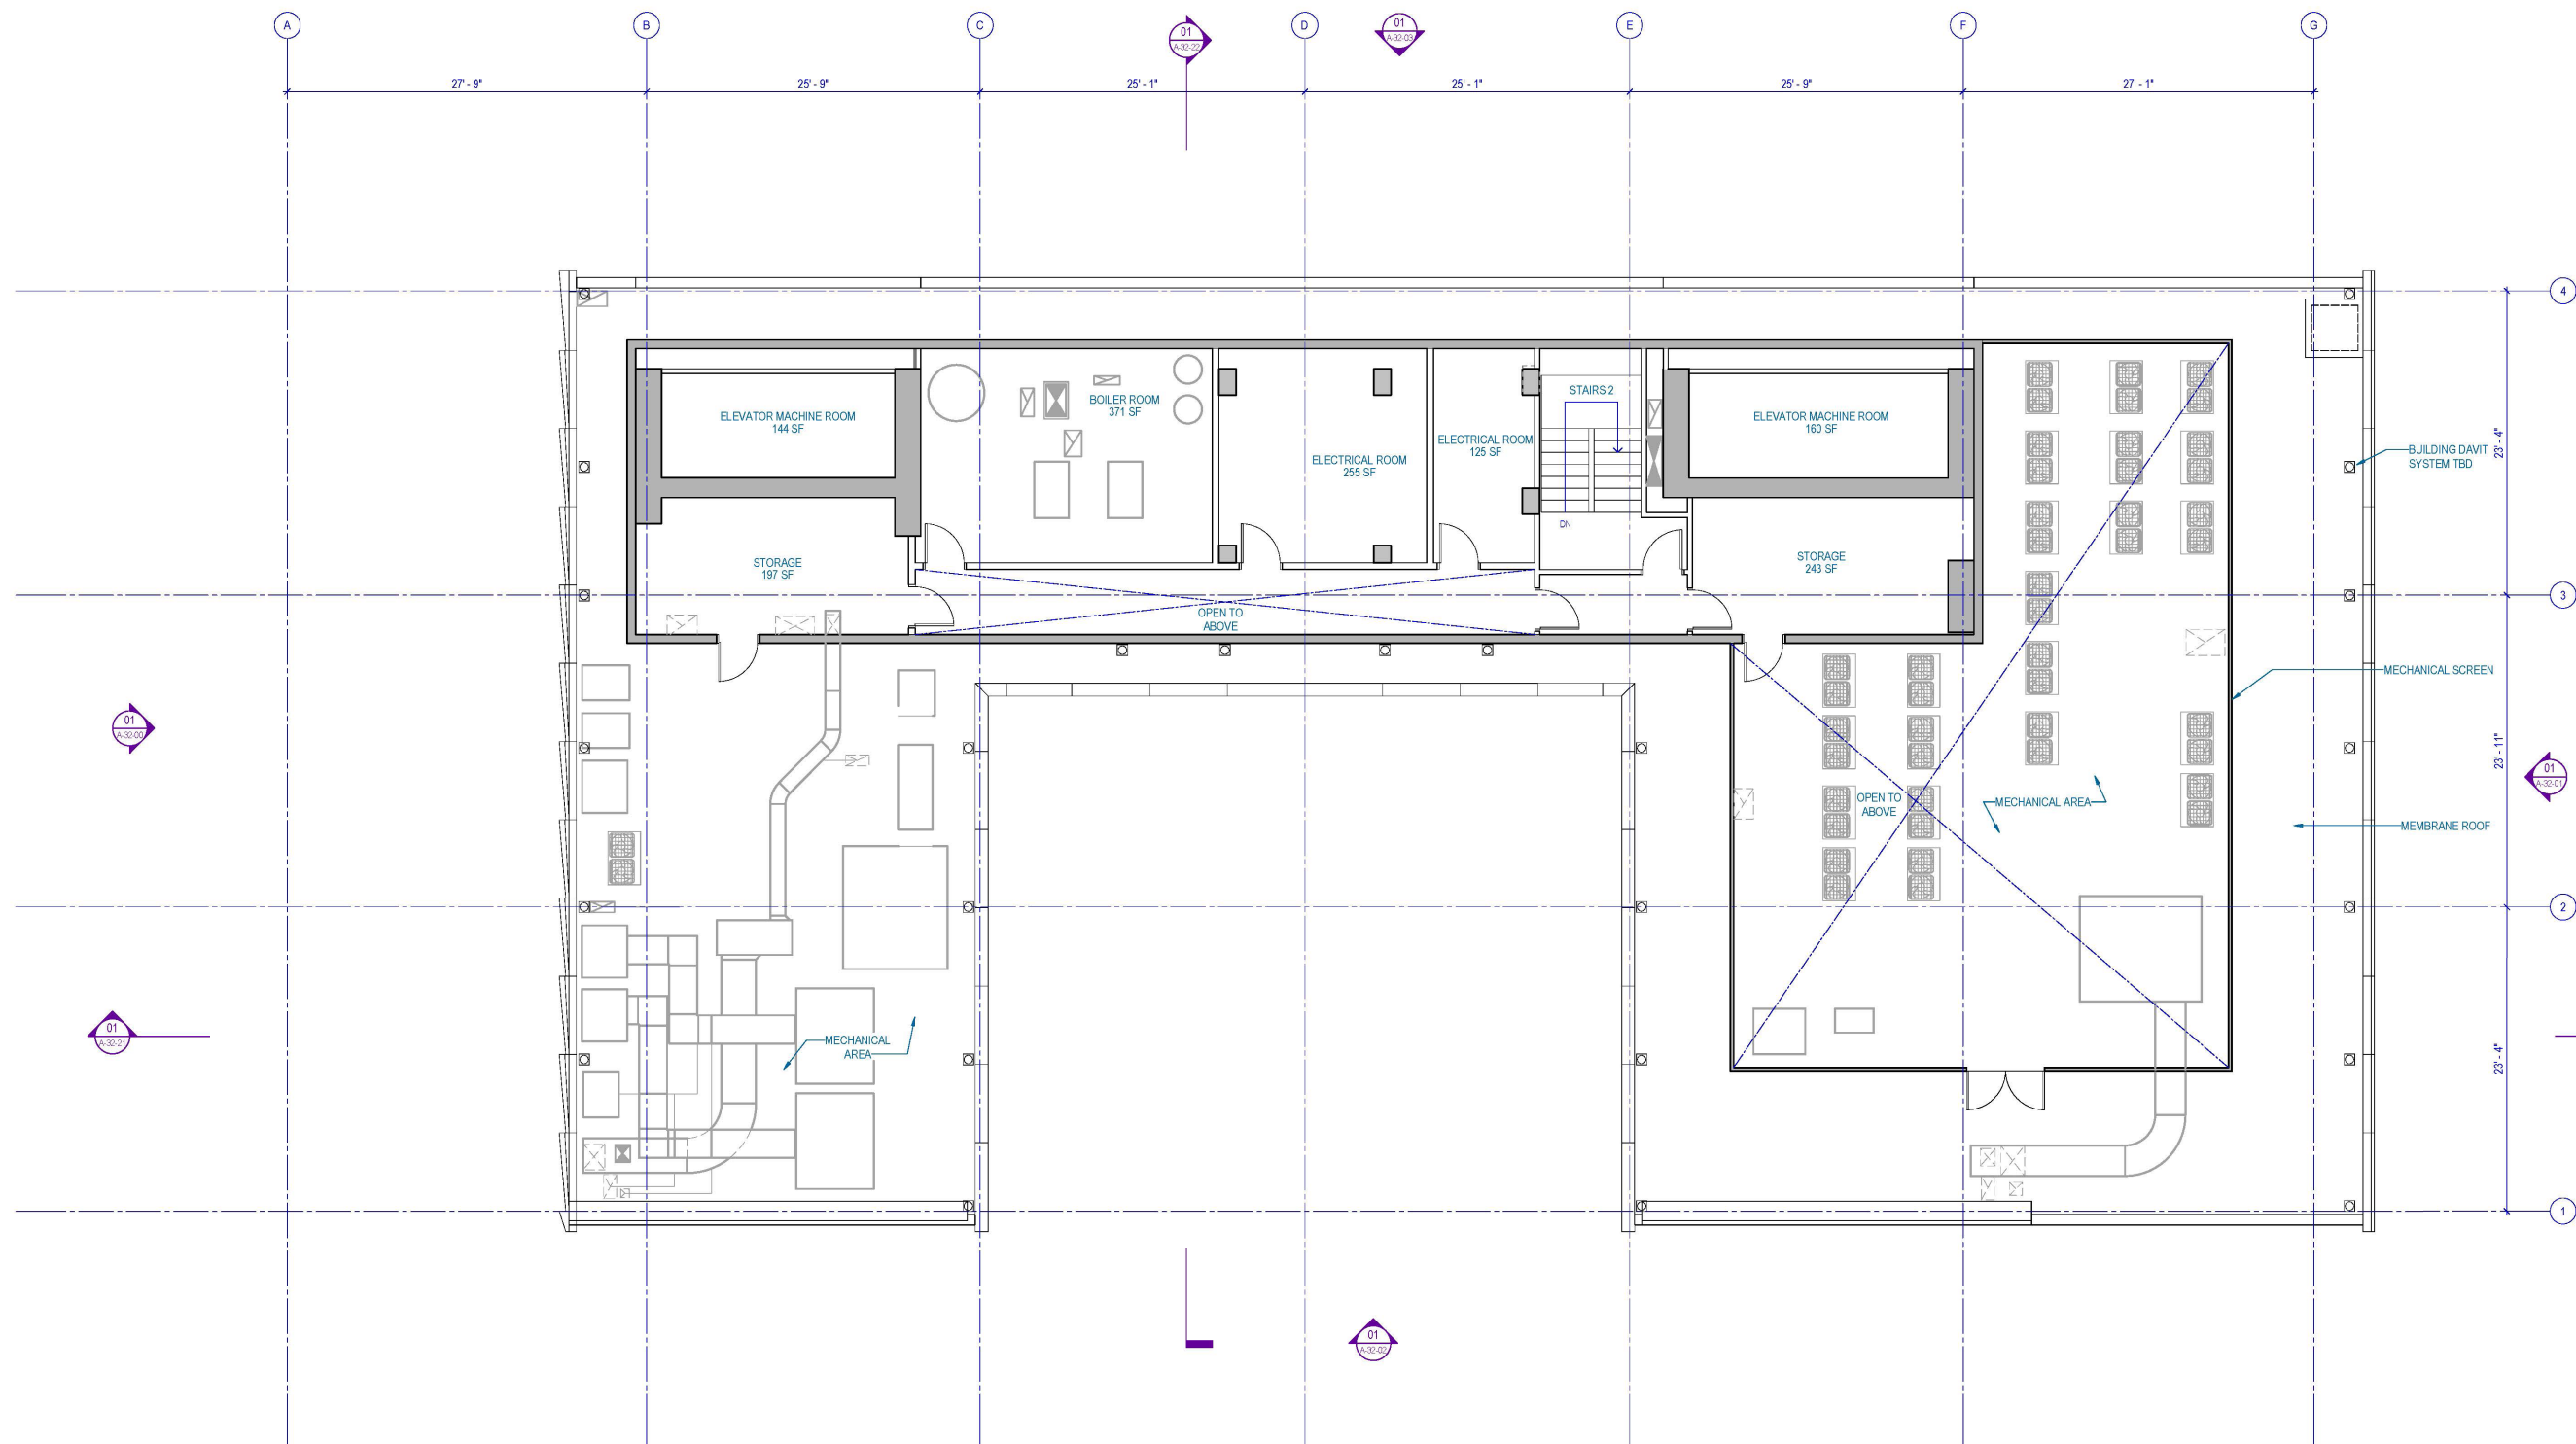 A
B
C
D
E
F
G
01
A-32-22
01
A-32-03
27' - 9"
25' - 9"
25' - 1"
25' - 1"
25' - 9"
27' - 1"
4
ELEVATOR MACHINE ROOM
144 SF
BOILER ROOM
371 SF
ELECTRICAL ROOM
255 SF
ELECTRICAL ROOM
125 SF
STAIRS 2
DN
ELEVATOR MACHINE ROOM
160 SF
BUILDING DAVIT
SYSTEM TBD
23' - 4"
STORAGE
197 SF
STORAGE
243 SF
3
OPEN TO
ABOVE
MECHANICAL SCREEN
01
A-32-00
23' - 11"
01
A-32-01
OPEN TO
ABOVE
MECHANICAL AREA
MEMBRANE ROOF
2
01
A-32-21
MECHANICAL
AREA
23' - 4"
1
01
A-32-02